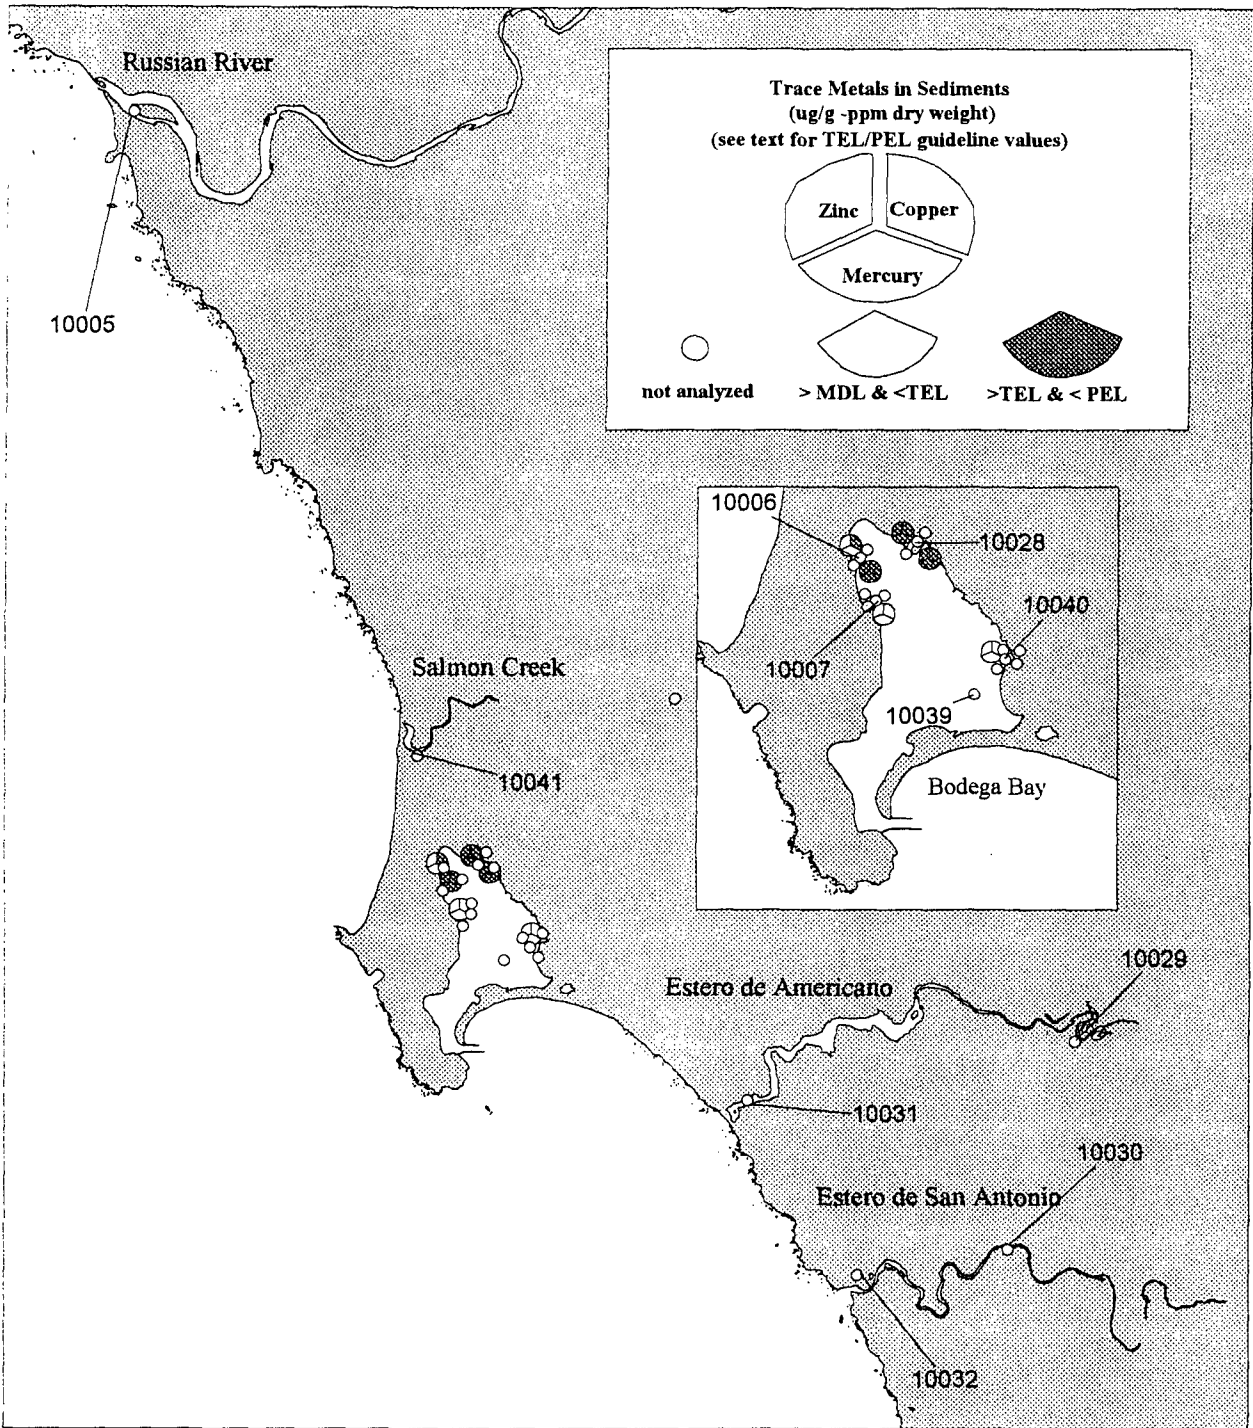 Russian River
Trace Metals in Sediments
(ug/g -ppm dry weight)
(see text for TEL/PEL guideline values)
Zinc
Copper
Mercury
not analyzed
> MDL & <TEL
>TEL & < PEL
10005
10006
10028
10040
10007
10039
Bodega Bay
Salmon Creek
10041
10029
Estero de Americano
10031
10030
Estero de San Antonio
10032